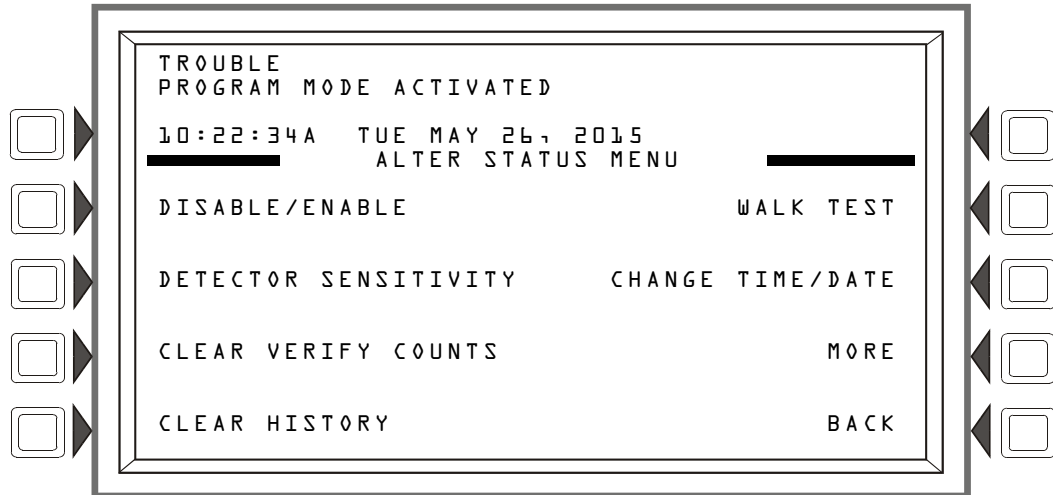 TROUBLE
PROGRAM MODE ACTIVATED
10:22:34A TUE MAY 26, 2015
ALTER STATUS MENU
DISABLE/ENABLE WALK TEST
DETECTOR SENSITIVITY CHANGE TIME/DATE
CLEAR VERIFY COUNTS MORE
CLEAR HISTORY BACK